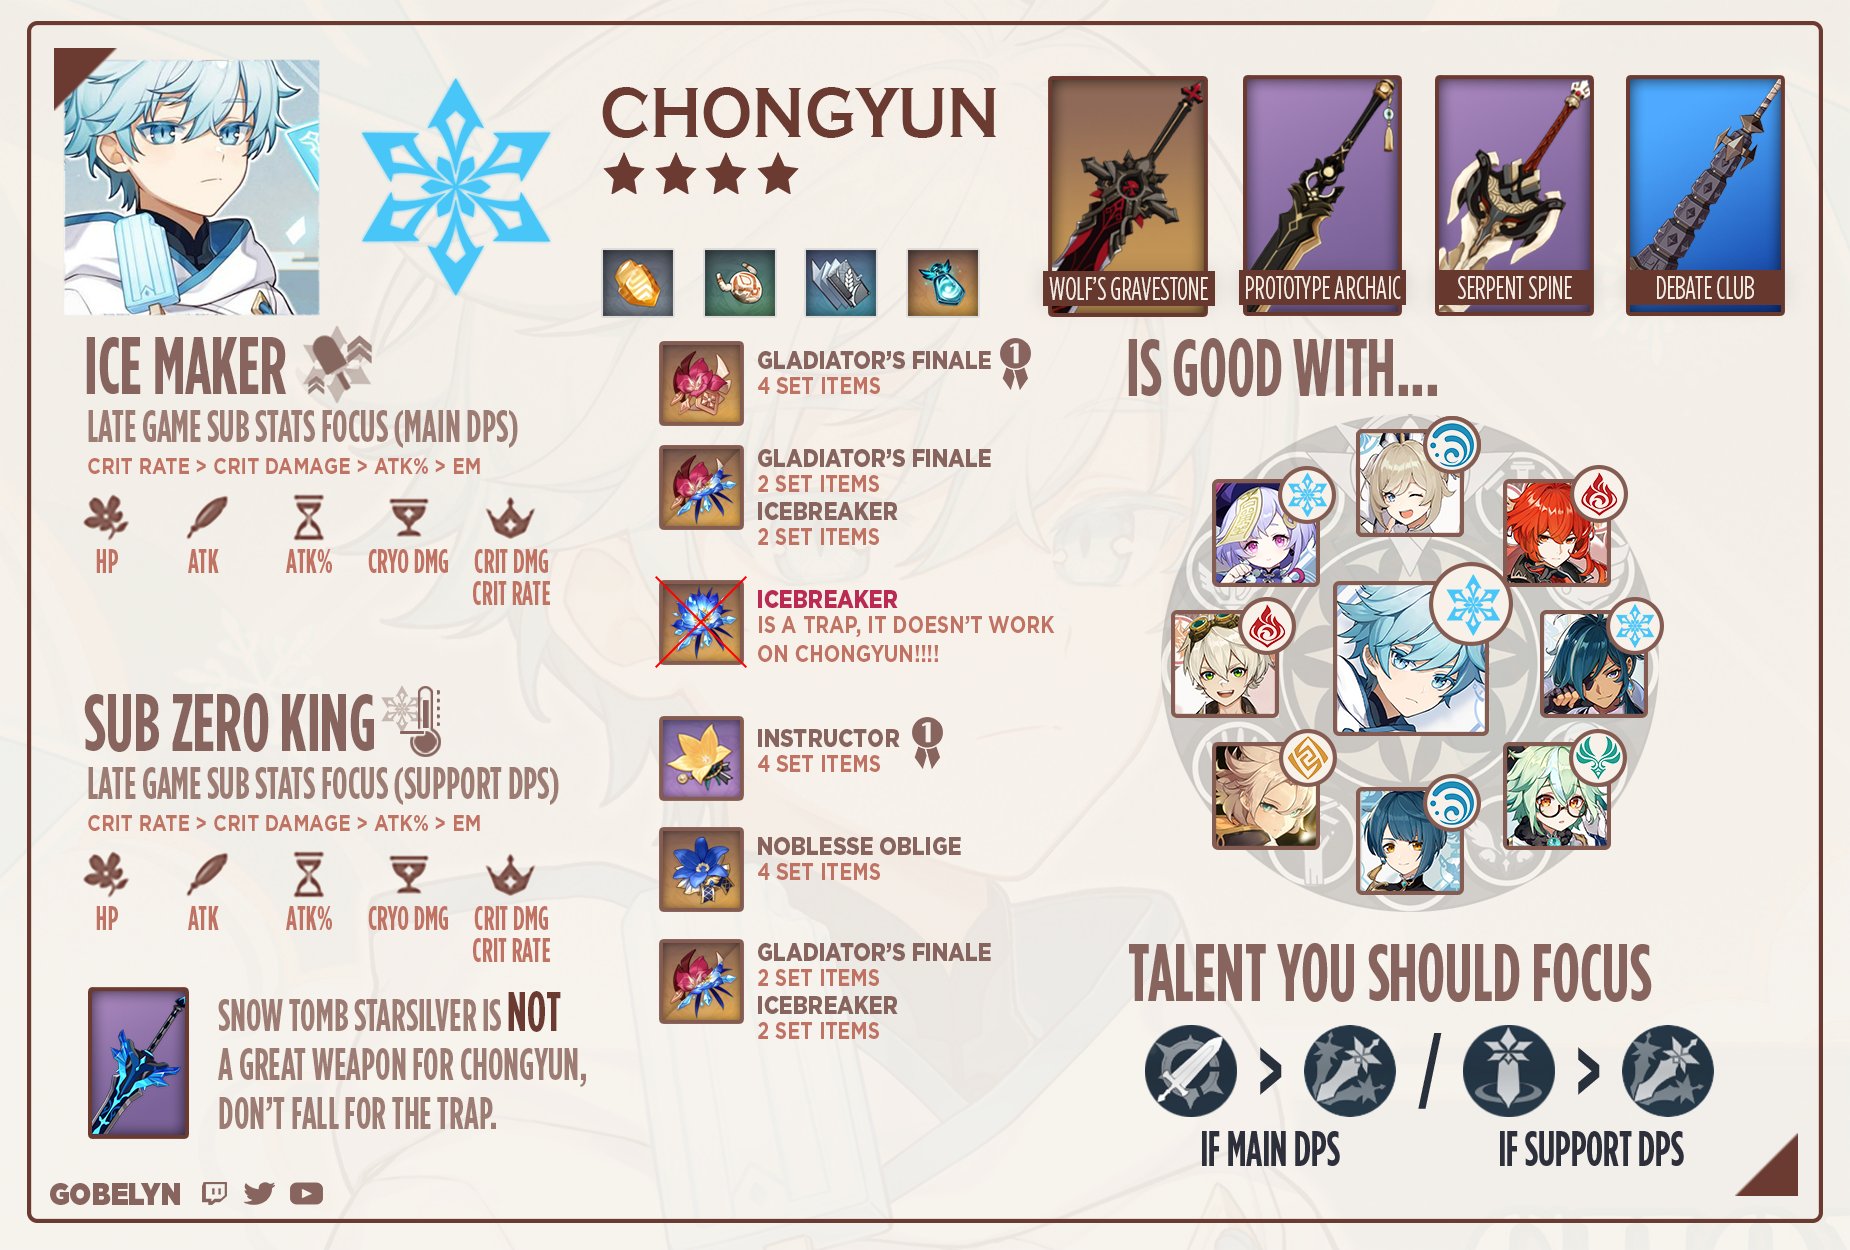 CHONGYUN
WOLF'S GRAVESTONE
PROTOTYPE ARCHAIC
SERPENT SPINE
DEBATE CLUB
ICE MAKER
LATE GAME SUB STATS FOCUS (MAIN DPS)
CRIT RATE > CRIT DAMAGE > ATK% > EM
HP
ATK
ATK%
CRYO DMG
CRIT DMG
CRIT RATE
SUB ZERO KING
LATE GAME SUB STATS FOCUS (SUPPORT DPS)
CRIT RATE > CRIT DAMAGE > ATK% > EM
HP
ATK
ATK%
CRYO DMG
CRIT DMG
CRIT RATE
SNOW TOMB STARSILVER IS NOT
A GREAT WEAPON FOR CHONGYUN,
DON'T FALL FOR THE TRAP.
GLADIATOR'S FINALE 1
4 SET ITEMS
GLADIATOR'S FINALE
2 SET ITEMS
ICEBREAKER
2 SET ITEMS
ICEBREAKER
IS A TRAP, IT DOESN'T WORK
ON CHONGYUN!!!!
INSTRUCTOR 1
4 SET ITEMS
NOBLESSE OBLIGE
4 SET ITEMS
GLADIATOR'S FINALE
2 SET ITEMS
ICEBREAKER
2 SET ITEMS
IS GOOD WITH...
TALENT YOU SHOULD FOCUS
> / >
IF MAIN DPS
IF SUPPORT DPS
GOBELYN